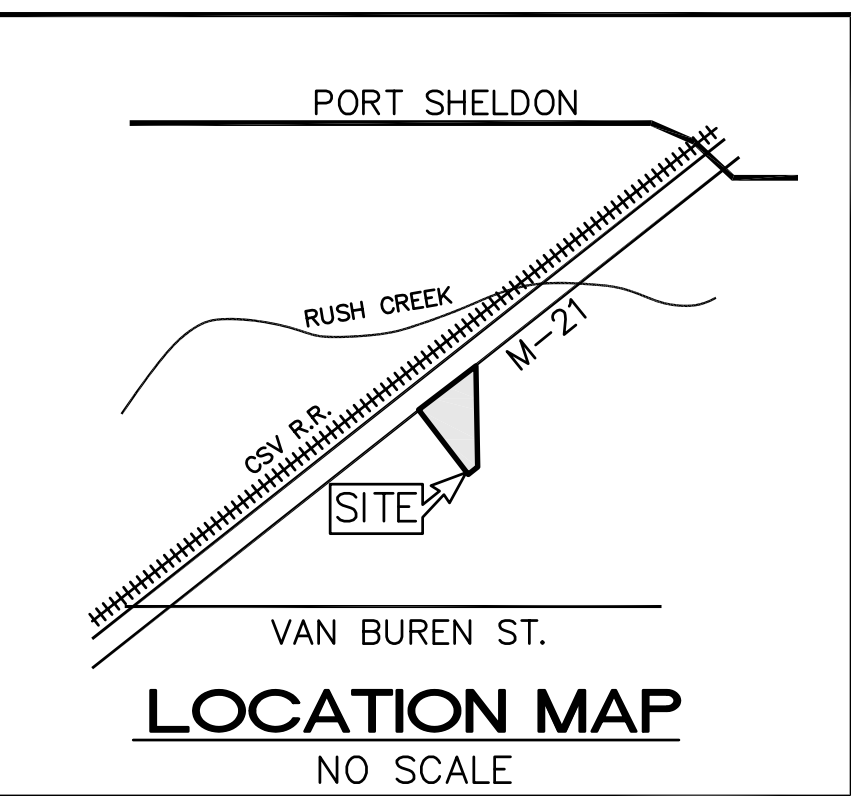 PORT SHELDON
RUSH CREEK
M-21
CSV R.R.
SITE
VAN BUREN ST.
LOCATION MAP
NO SCALE